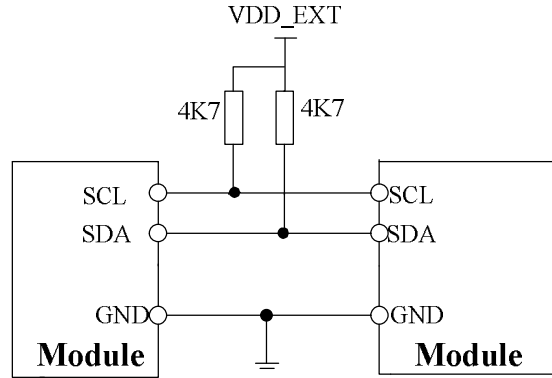 VDD_EXT
4K7 4K7
SCL SCL
SDA SDA
GND GND
Module Module